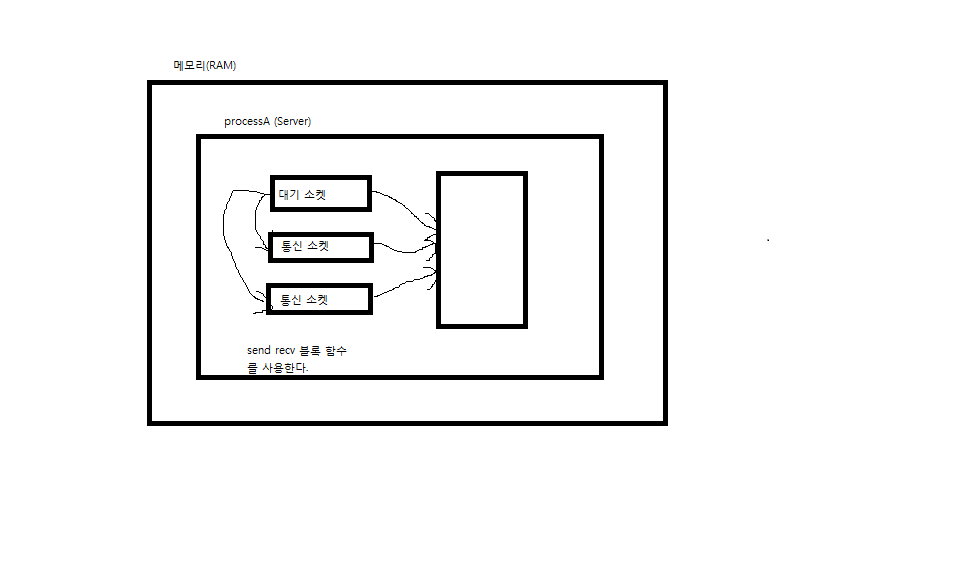 메모리(RAM)
processA (Server)
대기 소켓
통신 소켓
통신 소켓
send recv 블록 함수
를 사용한다.